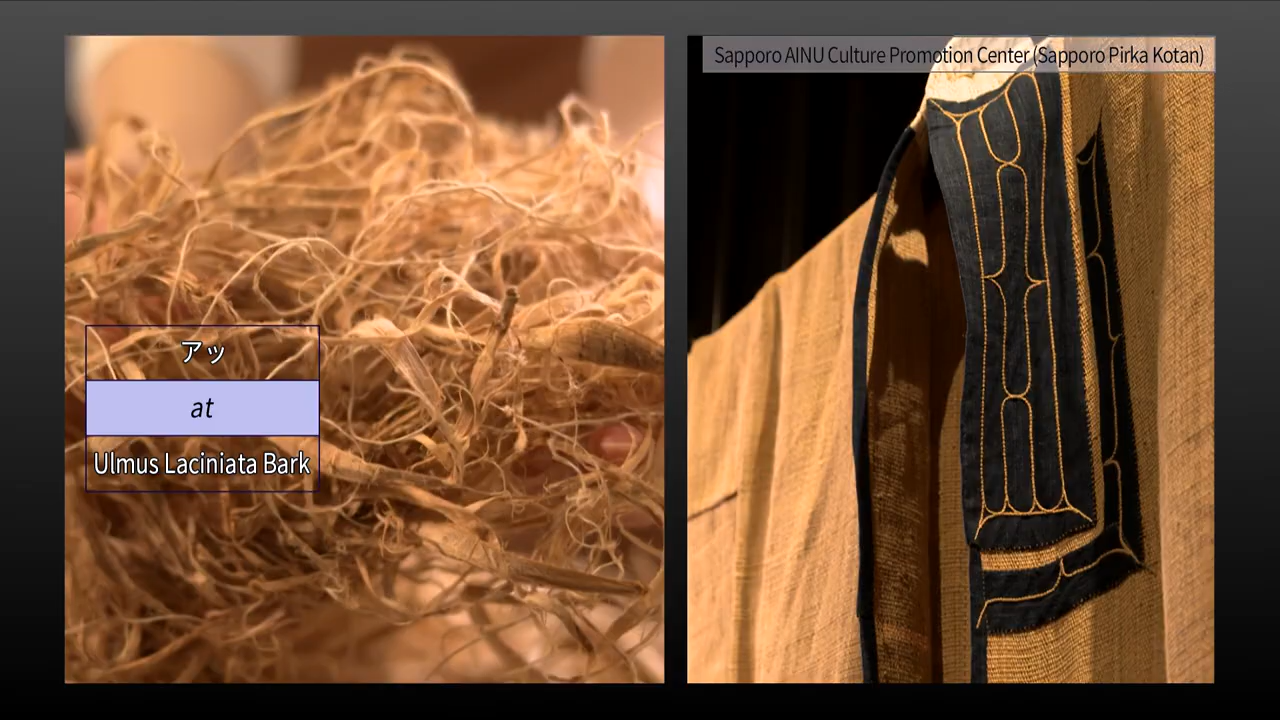 Sapporo AINU Culture Promotion Center (Sapporo Pirka Kotan)
アッ
at
Ulmus Laciniata Bark